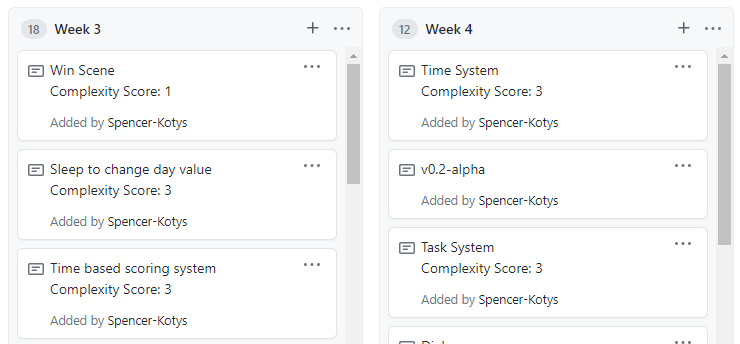 18 Week 3
Win Scene
Complexity Score: 1
Added by Spencer-Kotys
Sleep to change day value
Complexity Score: 3
Added by Spencer-Kotys
Time based scoring system
Complexity Score: 3
Added by Spencer-Kotys
12 Week 4
Time System
Complexity Score: 3
Added by Spencer-Kotys
v0.2-alpha
Added by Spencer-Kotys
Task System
Complexity Score: 3
Added by Spencer-Kotys